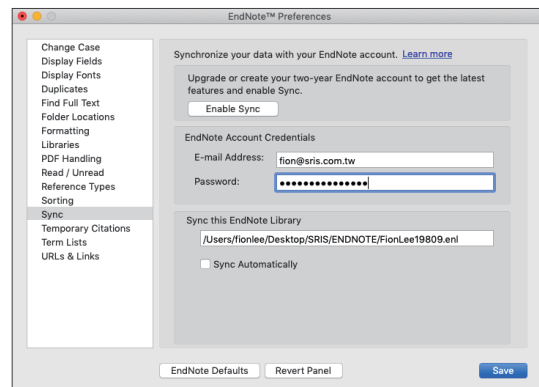 EndNote™ Preferences
Change Case
Display Fields
Display Fonts
Duplicates
Find Full Text
Folder Locations
Formatting
Libraries
PDF Handling
Read / Unread
Reference Types
Sorting
Sync
Temporary Citations
Term Lists
URLs & Links
Synchronize your data with your EndNote account. Learn more
Upgrade or create your two-year EndNote account to get the latest
features and enable Sync.
Enable Sync
EndNote Account Credentials
E-mail Address: fion@sris.com.tw
Password: •••••••••••••••
Sync this EndNote Library
/Users/fionlee/Desktop/SRIS/ENDNOTE/FionLee19809.enl
Sync Automatically
EndNote Defaults Revert Panel Save